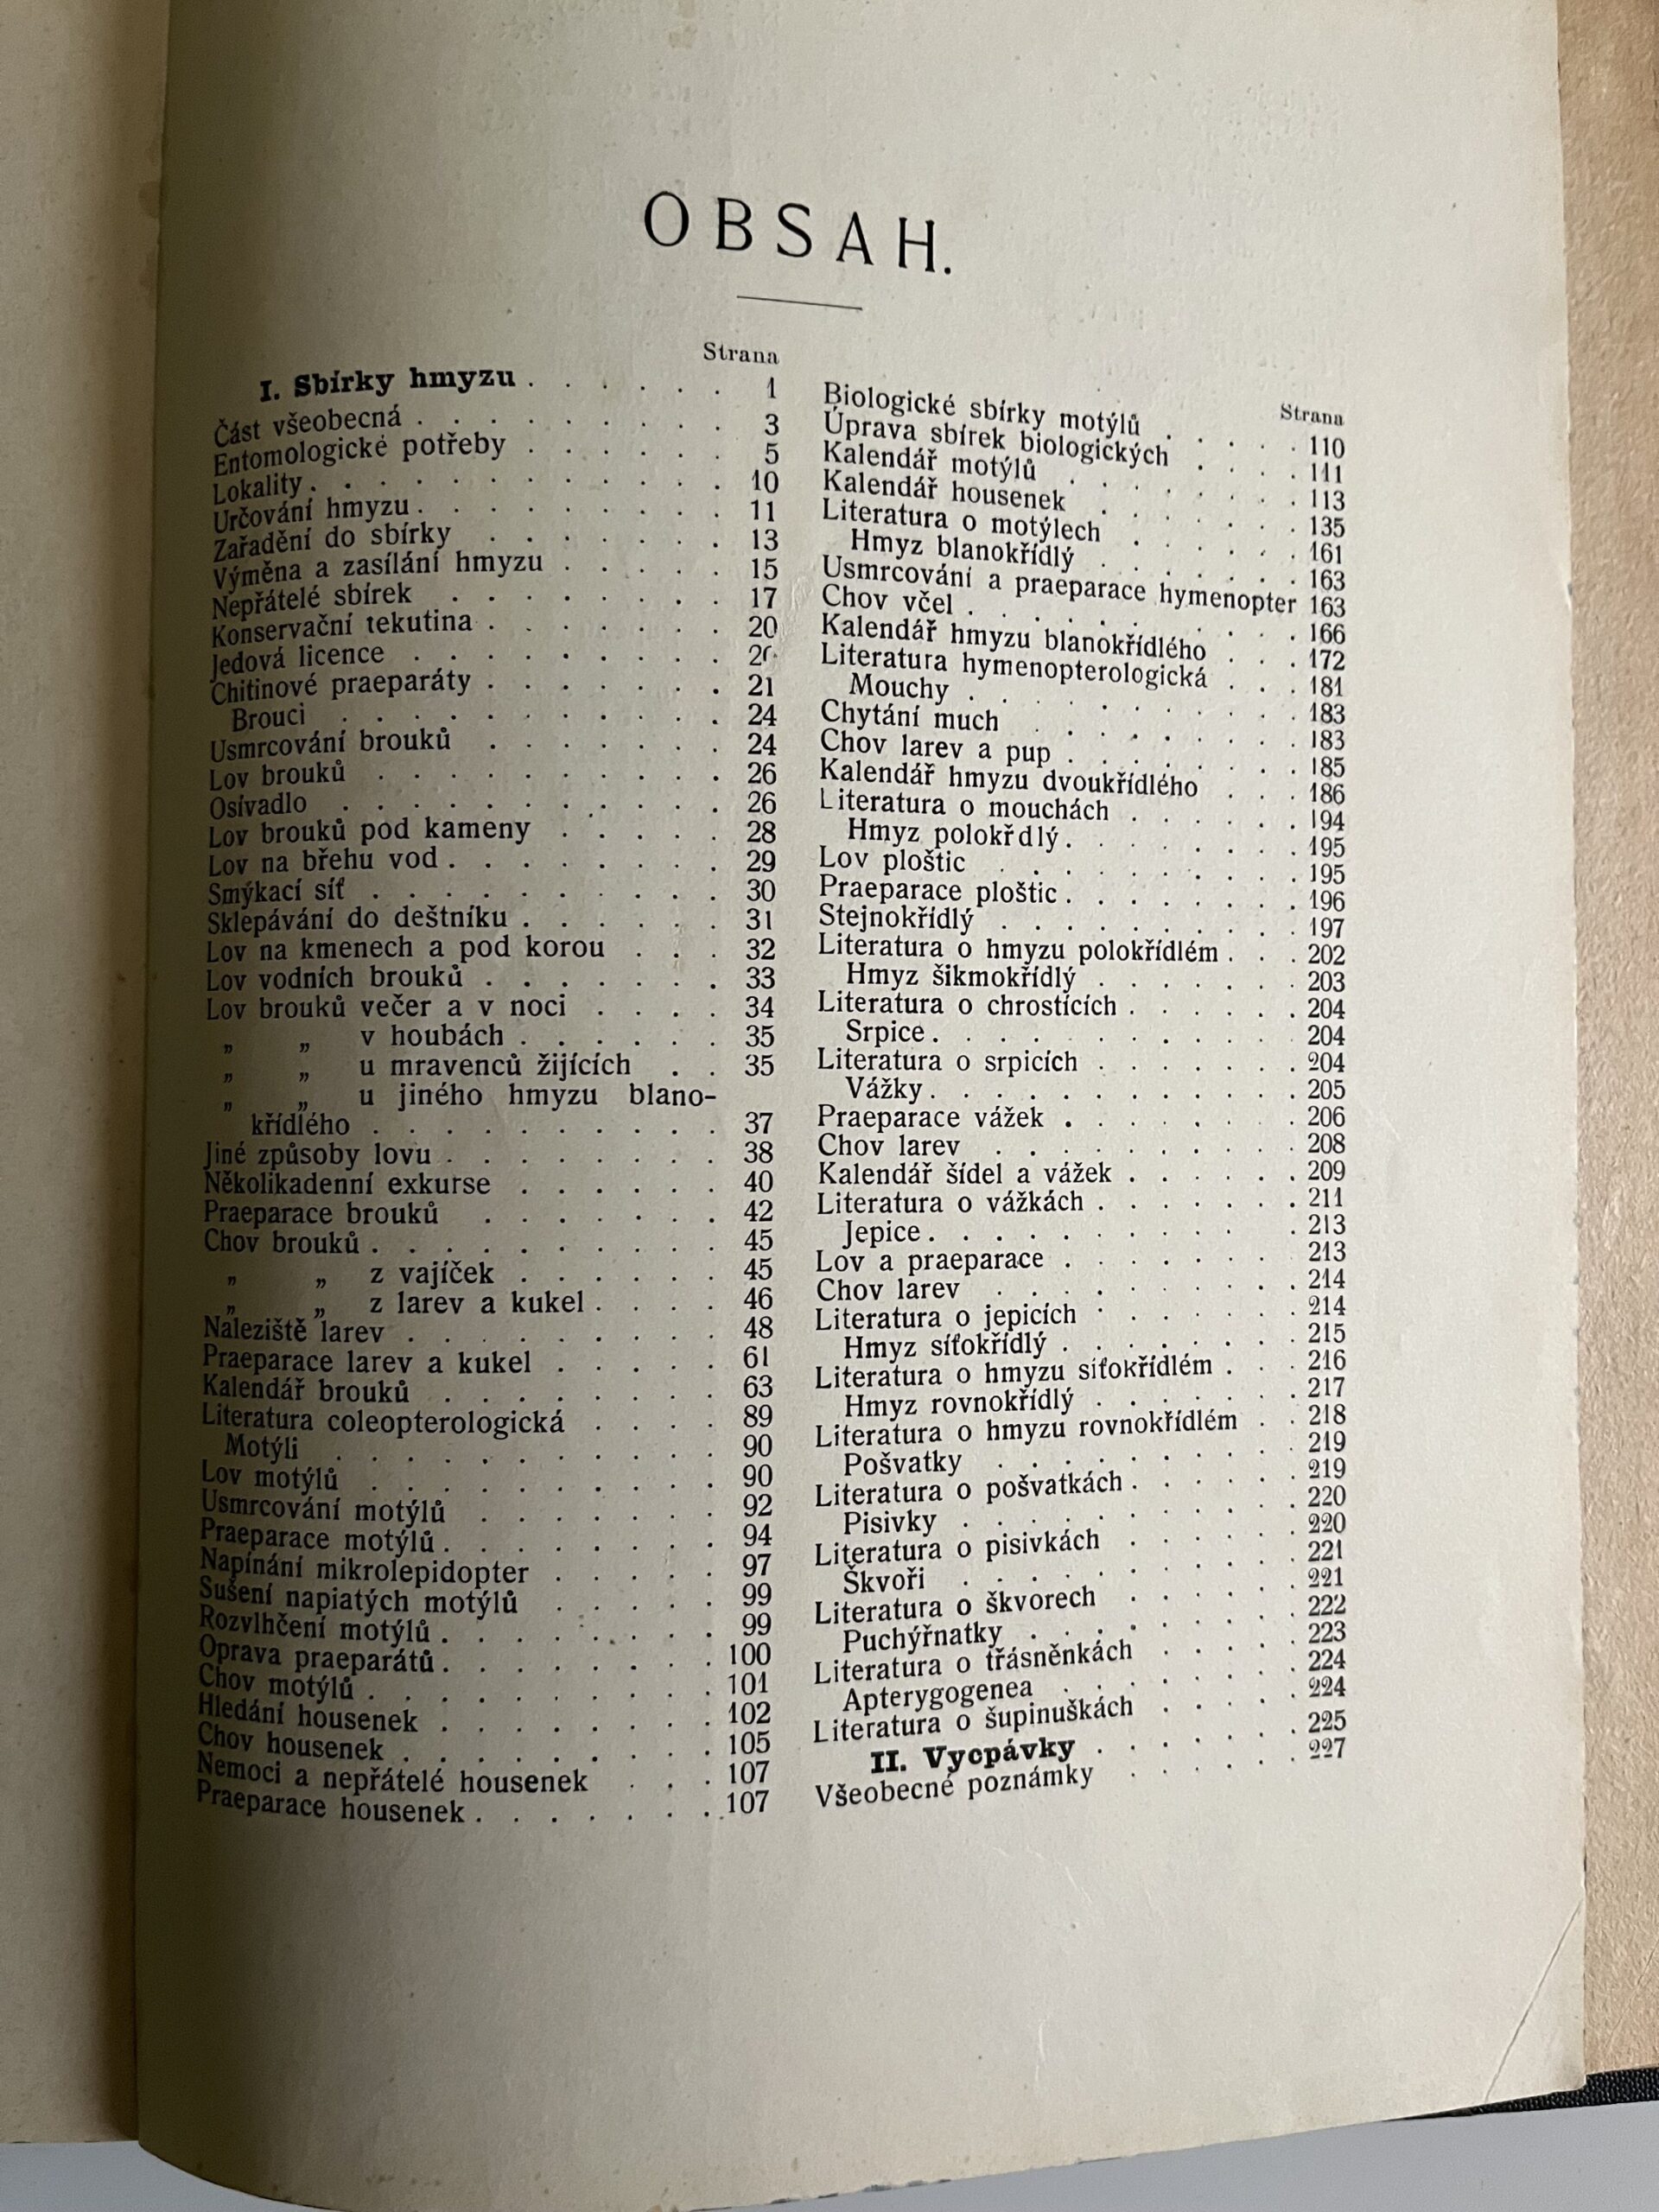 OBSAH.
Strana
I. Sbírky hmyzu . . . . . . 1
Část všeobecná . . . . . . . . . 3
Entomologické potřeby . . . . . . 5
Lokality . . . . . . . . . . . . 10
Určování hmyzu . . . . . . . . . 11
Zařadění do sbírky . . . . . . . 13
Výměna a zasílání hmyzu . . . . . 15
Nepřátelé sbírek . . . . . . . . 17
Konservační tekutina . . . . . . . 20
Jedová licence . . . . . . . . .
Chitinové praeparáty . . . . . . . 21
Brouci . . . . . . . . . . . 24
Usmrcování brouků . . . . . . . 24
Lov brouků . . . . . . . . . . 26
Osívadlo . . . . . . . . . . . 26
Lov brouků pod kameny . . . . . 28
Lov na břehu vod . . . . . . . . 29
Smýkací síť . . . . . . . . . . 30
Sklepávání do deštníku . . . . . . 31
Lov na kmenech a pod korou . . . 32
Lov vodních brouků . . . . . . . 33
Lov brouků večer a v noci . . . . 34
„ „ v houbách . . . . . . 35
„ „ u mravenců žijících . . 35
„ „ u jiného hmyzu blano-
křídlého . . . . . . . . . . 37
Jiné způsoby lovu . . . . . . . . 38
Několikadenní exkurse . . . . . . 40
Praeparace brouků . . . . . . . 42
Chov brouků . . . . . . . . . . 45
„ „ z vajíček . . . . . . 45
„ „ z larev a kukel . . . . 46
Naleziště larev . . . . . . . . . 48
Praeparace larev a kukel . . . . . 61
Kalendář brouků . . . . . . . . 63
Literatura coleopterologická . . . . 89
Motýli . . . . . . . . . . . 90
Lov motýlů . . . . . . . . . . 90
Usmrcování motýlů . . . . . . . 92
Praeparace motýlů . . . . . . . . 94
Napínání mikrolepidopter . . . . . 97
Sušení napiatých motýlů . . . . . 99
Rozvlhčení motýlů . . . . . . . . 99
Oprava praeparátů . . . . . . . . 100
Chov motýlů . . . . . . . . . . 101
Hledání housenek . . . . . . . . 102
Chov housenek . . . . . . . . . 105
Nemoci a nepřátelé housenek . . . 107
Praeparace housenek . . . . . . . 107
Strana
Biologické sbírky motýlů . . . . . 110
Úprava sbírek biologických . . . . 111
Kalendář motýlů . . . . . . . 113
Kalendář housenek . . . . . . . 135
Literatura o motýlech . . . . . . 161
Hmyz blanokřídlý . . . . . . . 163
Usmrcování a praeparace hymenopter 163
Chov včel . . . . . . . . . . 166
Kalendář hmyzu blanokřídlého . . . 172
Literatura hymenopterologická . . . 181
Mouchy . . . . . . . . . . 183
Chytání much . . . . . . . . . 183
Chov larev a pup . . . . . . . . 185
Kalendář hmyzu dvoukřídlého . . . 186
Literatura o mouchách . . . . . . 194
Hmyz polokř dlý . . . . . . . . 195
Lov ploštic . . . . . . . . . 195
Praeparace ploštic . . . . . . . . 196
Stejnokřídlý . . . . . . . . . 197
Literatura o hmyzu polokřídlém . . . 202
Hmyz šikmokřídlý . . . . . . 203
Literatura o chrostících . . . . . . 204
Srpice . . . . . . . . . . . 204
Literatura o srpicích . . . . . . . 204
Vážky . . . . . . . . . . . 205
Praeparace vážek . . . . . . . . 206
Chov larev . . . . . . . . . 208
Kalendář šídel a vážek . . . . . . 209
Literatura o vážkách . . . . . . . 211
Jepice . . . . . . . . . . . 213
Lov a praeparace . . . . . . . 213
Chov larev . . . . . . . . . 214
Literatura o jepicích . . . . . . 214
Hmyz síťokřídlý . . . . . . . 215
Literatura o hmyzu síťokřídlém . . . 216
Hmyz rovnokřídlý . . . . . . 217
Literatura o hmyzu rovnokřídlém . . 218
Pošvatky . . . . . . . . . 219
Literatura o pošvatkách . . . . . 219
Pisivky . . . . . . . . . . 220
Literatura o pisivkách . . . . . 220
Škvoři . . . . . . . . . . 221
Literatura o škvorech . . . . . 221
Puchýřnatky . . . . . . . . 222
Literatura o třásněnkách . . . . . 223
Apterygogenea . . . . . . . 224
Literatura o šupinuškách . . . . 224
II. Vycpávky . . . . . . 225
Všeobecné poznámky . . . . . 227